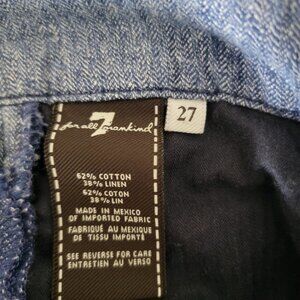 7
for all mankind
27
62% COTTON
38% LINEN
62% COTON
38% LIN
MADE IN MEXICO
OF IMPORTED FABRIC
FABRIQUÉ AU MEXIQUE
DE TISSU IMPORTÉ
SEE REVERSE FOR CARE
ENTRETIEN AU VERSO